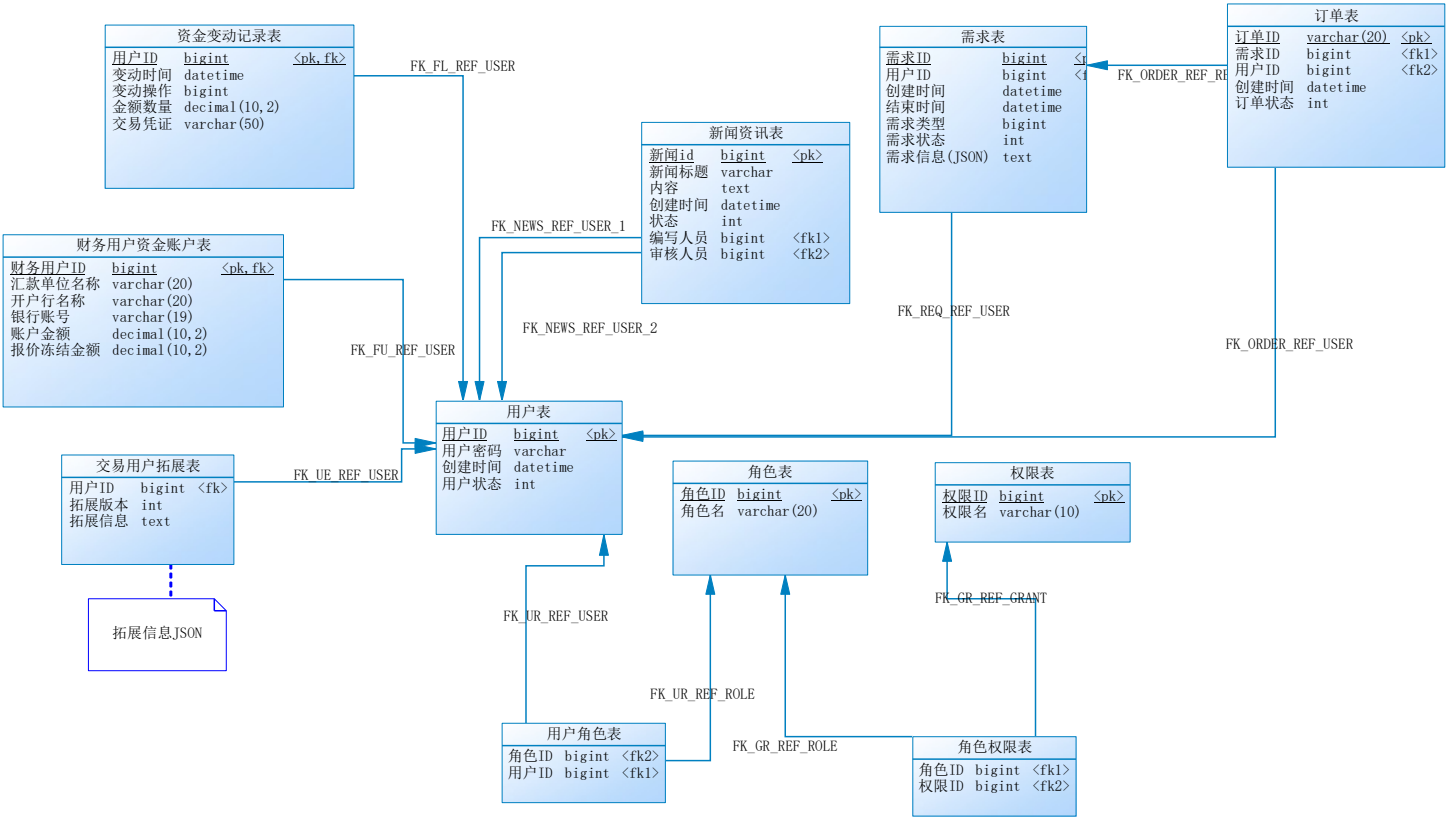 资金变动记录表
用户ID bigint <pk,fk>
变动时间 datetime
变动操作 bigint
金额数量 decimal(10,2)
交易凭证 varchar(50)
FK_FL_REF_USER
需求表
需求ID bigint <p
用户ID bigint <f
创建时间 datetime
结束时间 datetime
需求类型 bigint
需求状态 int
需求信息(JSON) text
FK_ORDER_REF_RE
订单表
订单ID varchar(20) <pk>
需求ID bigint <fk1>
用户ID bigint <fk2>
创建时间 datetime
订单状态 int
新闻资讯表
新闻id bigint <pk>
新闻标题 varchar
内容 text
创建时间 datetime
状态 int
编写人员 bigint <fk1>
审核人员 bigint <fk2>
FK_NEWS_REF_USER_1
FK_NEWS_REF_USER_2
财务用户资金账户表
财务用户ID bigint <pk,fk>
汇款单位名称 varchar(20)
开户行名称 varchar(20)
银行账号 varchar(19)
账户金额 decimal(10,2)
报价冻结金额 decimal(10,2)
FK_FU_REF_USER
FK_REQ_REF_USER
FK_ORDER_REF_USER
用户表
用户ID bigint <pk>
用户密码 varchar
创建时间 datetime
用户状态 int
交易用户拓展表
用户ID bigint <fk>
拓展版本 int
拓展信息 text
FK_UE_REF_USER
拓展信息JSON
角色表
角色ID bigint <pk>
角色名 varchar(20)
权限表
权限ID bigint <pk>
权限名 varchar(10)
FK_GR_REF_GRANT
FK_UR_REF_USER
FK_UR_REF_ROLE
FK_GR_REF_ROLE
用户角色表
角色ID bigint <fk2>
用户ID bigint <fk1>
角色权限表
角色ID bigint <fk1>
权限ID bigint <fk2>